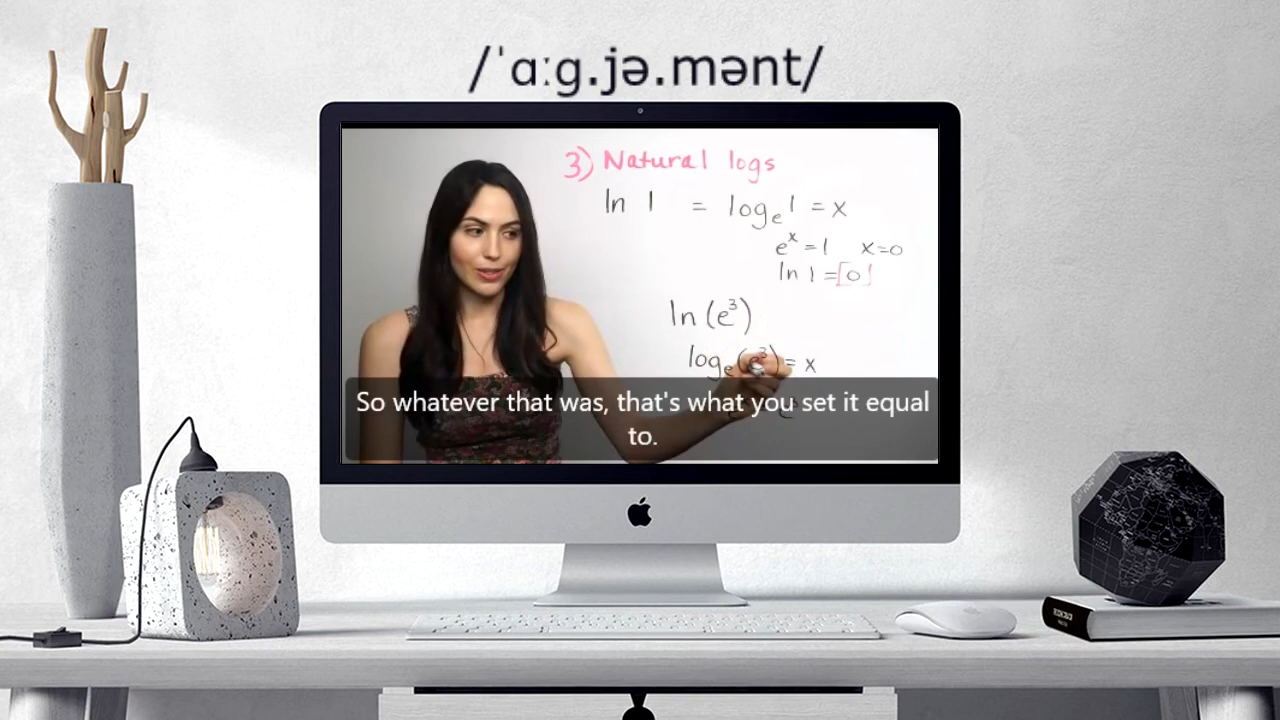 /ˈɑːɡ.jə.mənt/
3) Natural logs
ln 1 = logₑ1 = x
eˣ = 1 x=0
ln 1 = [0]
ln (e³)
logₑ(e³) = x
So whatever that was, that's what you set it equal
to.